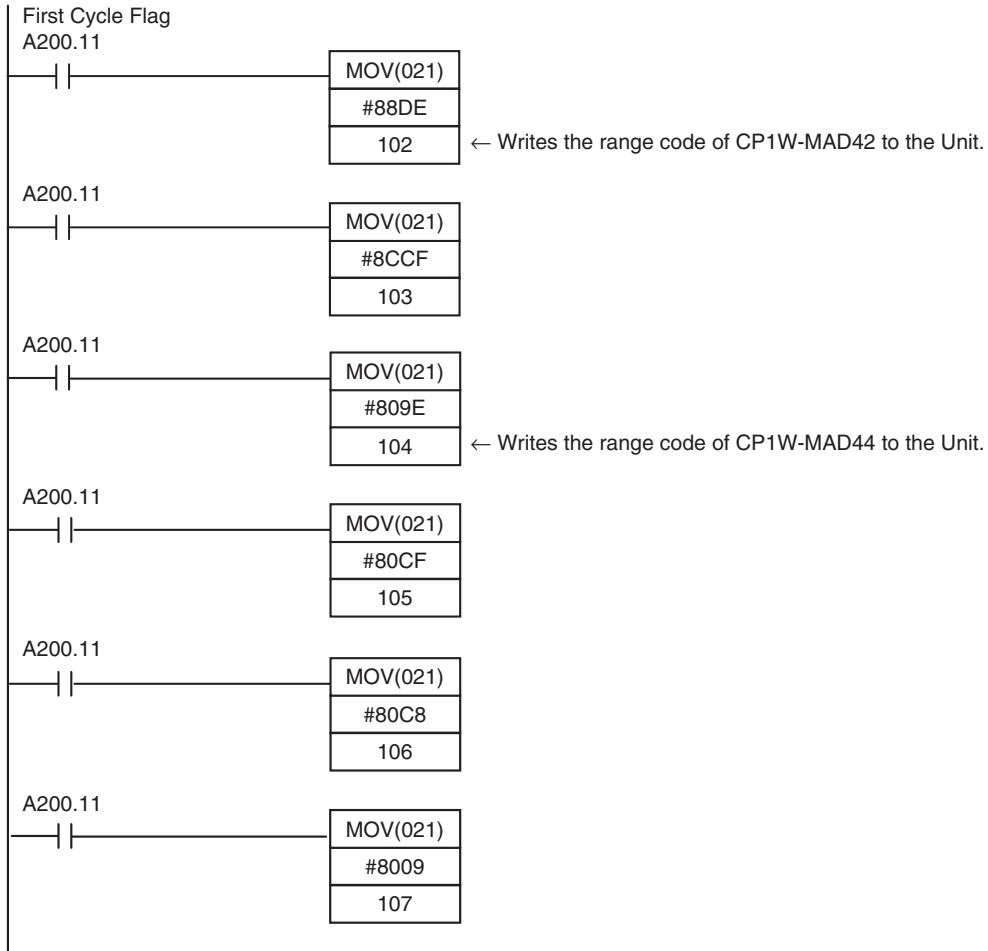 First Cycle Flag
A200.11
MOV(021)
#88DE
102 ← Writes the range code of CP1W-MAD42 to the Unit.
A200.11
MOV(021)
#8CCF
103
A200.11
MOV(021)
#809E
104 ← Writes the range code of CP1W-MAD44 to the Unit.
A200.11
MOV(021)
#80CF
105
A200.11
MOV(021)
#80C8
106
A200.11
MOV(021)
#8009
107